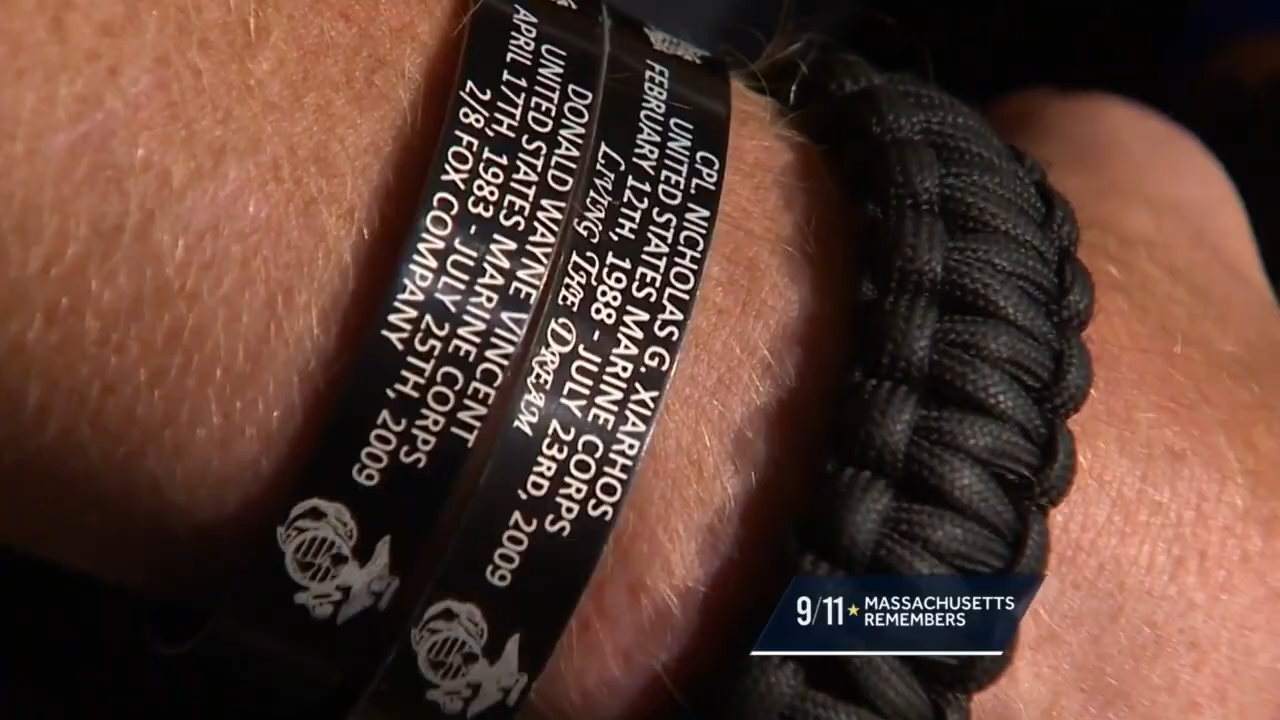 DONALD WAYNE VINCENT
UNITED STATES MARINE CORPS
APRIL 17TH, 1983 - JULY 25TH, 2009
2/8 FOX COMPANY
CPL. NICHOLAS G. XIARHOS
UNITED STATES MARINE CORPS
FEBRUARY 12TH, 1988 - JULY 23RD, 2009
LIVING THE DREAM
9/11 MASSACHUSETTS
REMEMBERS